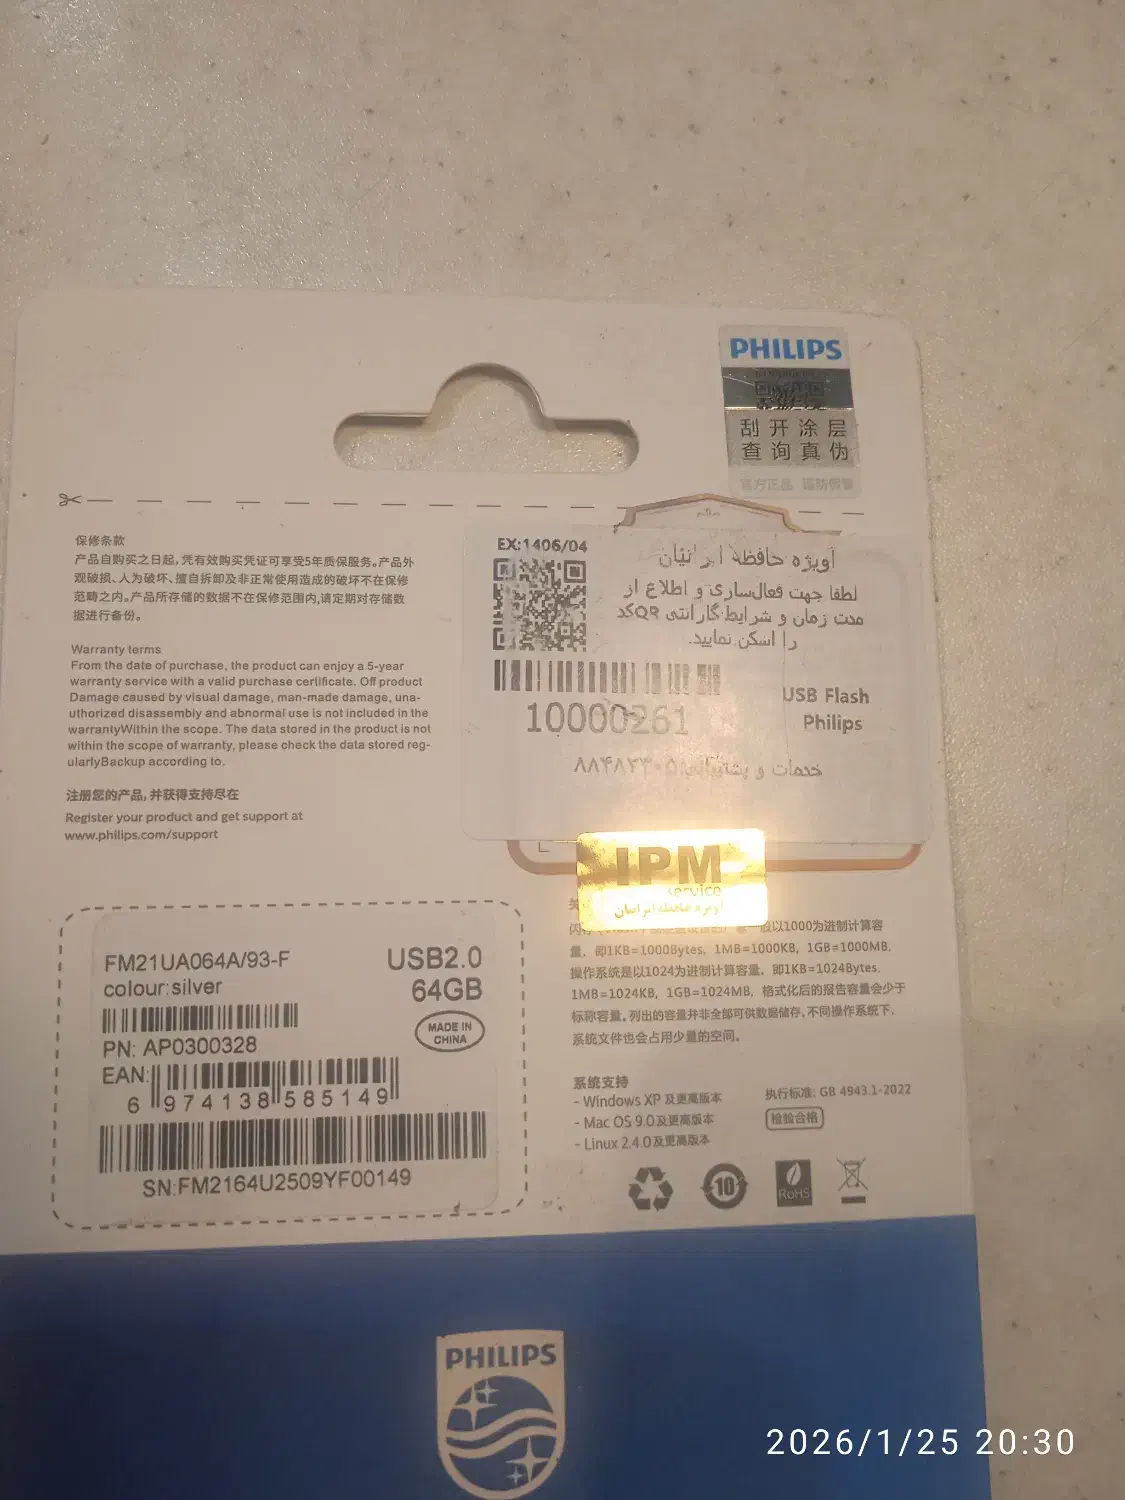 PHILIPS
刮开涂层
查询真伪
官方正品 谨防假冒
保修条款
产品自购买之日起,凭有效购买凭证可享受5年质保服务。产品外
观破损、人为破坏、擅自拆卸及非正常使用造成的破坏不在保修
范畴之内。产品所存储的数据不在保修范围内,请定期对存储数
据进行备份。
Warranty terms
From the date of purchase, the product can enjoy a 5-year
warranty service with a valid purchase certificate. Off product
Damage caused by visual damage, man-made damage, una-
uthorized disassembly and abnormal use is not included in the
warrantyWithin the scope. The data stored in the product is not
within the scope of warranty, please check the data stored reg-
ularlyBackup according to.
注册您的产品,并获得支持尽在
Register your product and get support at
www.philips.com/support
EX:1406/04
آویژه حافظه ایرانیان
لطفا جهت فعال‌سازی و اطلاع از
مدت زمان و شرایط گارانتی QRکد
را اسکن نمایید.
10000261
USB Flash
Philips
خدمات و پشتیبانی: ۸۸۴۸۲۳۰۵
IPM
service
آویژه حافظه ایرانیان
FM21UA064A/93-F
USB2.0
colour:silver
64GB
PN: AP0300328
MADE IN
CHINA
EAN:
6 974138 585149
SN:FM2164U2509YF00149
以1000为进制计算容
量，即1KB=1000Bytes，1MB=1000KB，1GB=1000MB，
操作系统是以1024为进制计算容量，即1KB=1024Bytes，
1MB=1024KB，1GB=1024MB，格式化后的报告容量会少于
标称容量。列出的容量并非全部可供数据储存，不同操作系统下，
系统文件也会占用少量的空间。
系统支持
- Windows XP 及更高版本
- Mac OS 9.0及更高版本
- Linux 2.4.0及更高版本
执行标准: GB 4943.1-2022
检验合格
10
RoHS
PHILIPS
2026/1/25 20:30